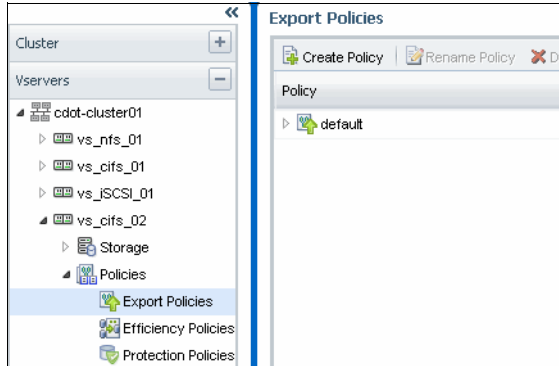 «
Cluster
Vservers
cdot-cluster01
vs_nfs_01
vs_cifs_01
vs_iSCSI_01
vs_cifs_02
Storage
Policies
Export Policies
Efficiency Policies
Protection Policies
Export Policies
Create Policy Rename Policy D
Policy
default